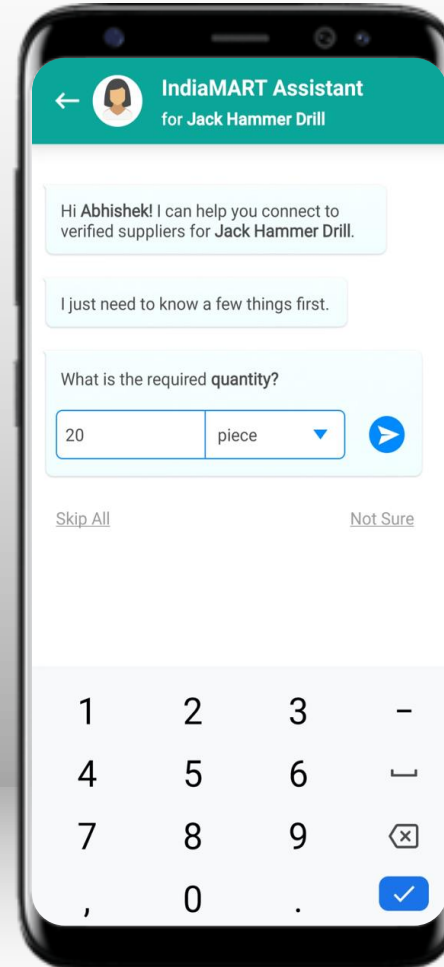 IndiaMART Assistant
for Jack Hammer Drill
Hi Abhishek! I can help you connect to
verified suppliers for Jack Hammer Drill.
I just need to know a few things first.
What is the required quantity?
20 piece
Skip All Not Sure
1 2 3 -
4 5 6
7 8 9
, 0 .